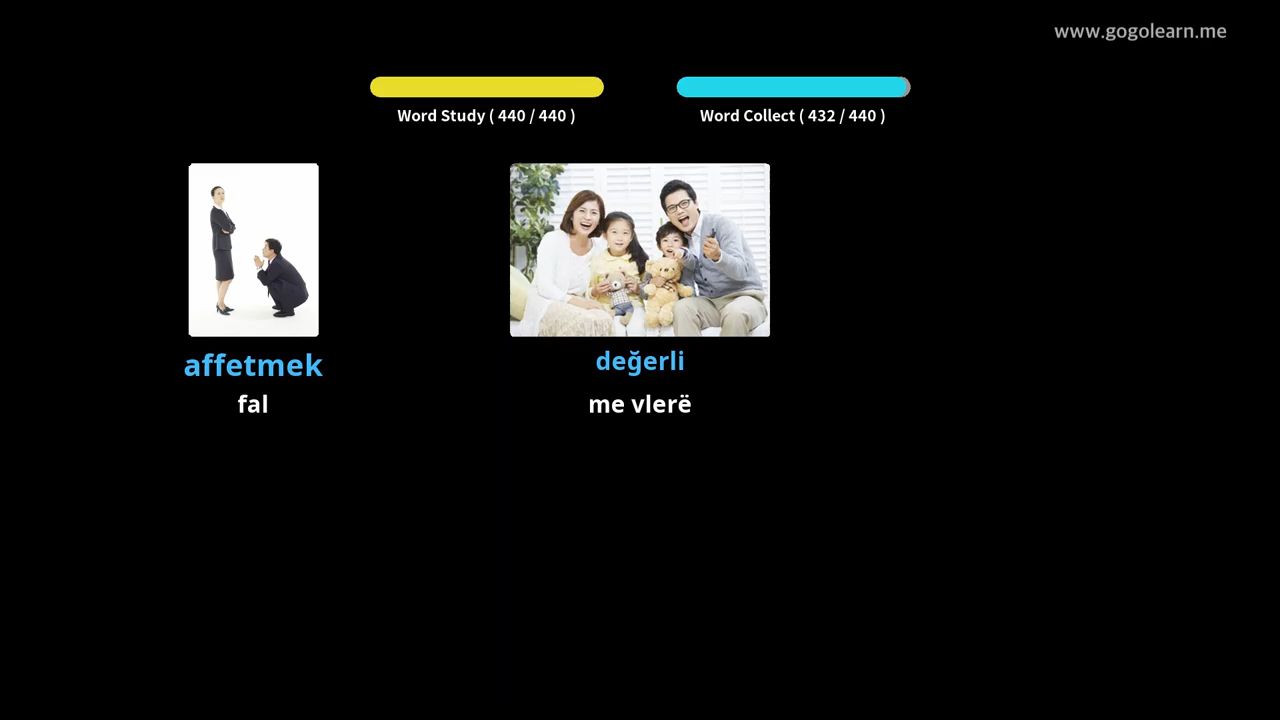 www.gogolearn.me
Word Study ( 440 / 440 )
Word Collect ( 432 / 440 )
affetmek
fal
değerli
me vlerë